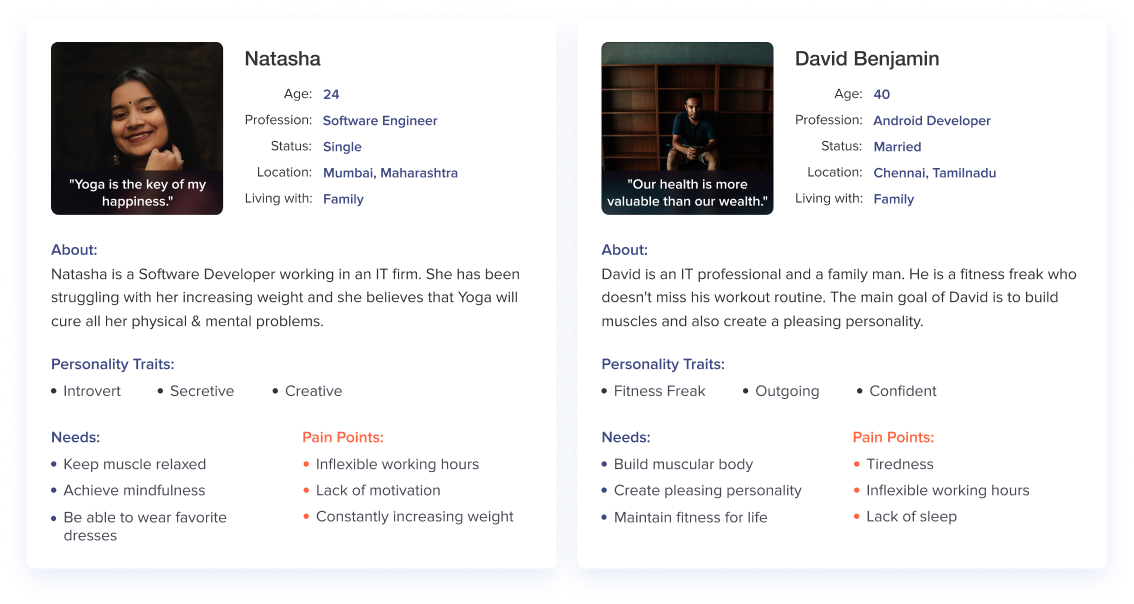 Natasha
Age: 24
Profession: Software Engineer
Status: Single
Location: Mumbai, Maharashtra
Living with: Family
"Yoga is the key of my
happiness."
About:
Natasha is a Software Developer working in an IT firm. She has been
struggling with her increasing weight and she believes that Yoga will
cure all her physical & mental problems.
Personality Traits:
• Introvert • Secretive • Creative
Needs:
• Keep muscle relaxed
• Achieve mindfulness
• Be able to wear favorite
dresses
Pain Points:
• Inflexible working hours
• Lack of motivation
• Constantly increasing weight
David Benjamin
Age: 40
Profession: Android Developer
Status: Married
Location: Chennai, Tamilnadu
Living with: Family
"Our health is more
valuable than our wealth."
About:
David is an IT professional and a family man. He is a fitness freak who
doesn't miss his workout routine. The main goal of David is to build
muscles and also create a pleasing personality.
Personality Traits:
• Fitness Freak • Outgoing • Confident
Needs:
• Build muscular body
• Create pleasing personality
• Maintain fitness for life
Pain Points:
• Tiredness
• Inflexible working hours
• Lack of sleep